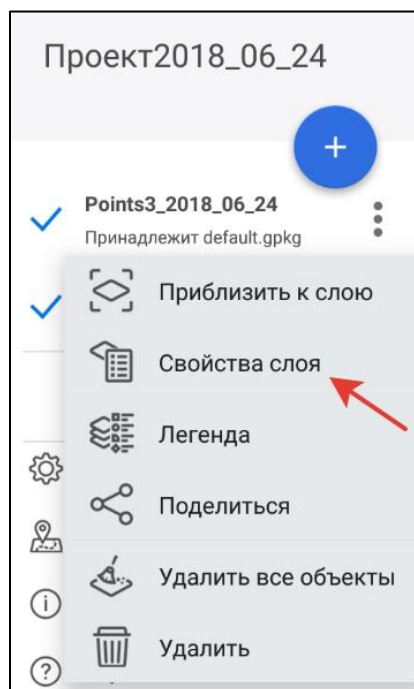 Проект2018_06_24
+
Points3_2018_06_24
Принадлежит default.gpkg
Приблизить к слою
Свойства слоя
Легенда
Поделиться
Удалить все объекты
Удалить